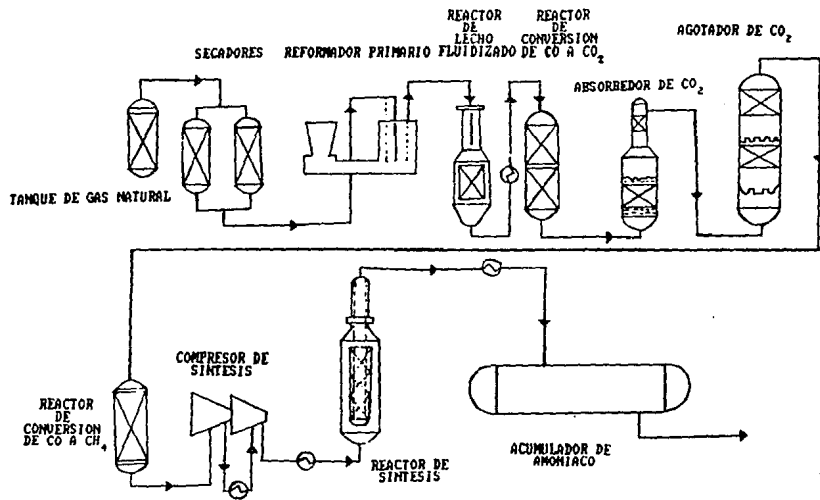 SECADORES
REFORMADOR PRIMARIO
REACTOR
DE
LECHO
FLUIDIZADO
REACTOR
DE
CONVERSION
DE CO A CO2
AGOTADOR DE CO2
ABSORBEDOR DE CO2
TANQUE DE GAS NATURAL
COMPRESOR DE
SINTESIS
REACTOR
DE
CONVERSION
DE CO A CH4
REACTOR DE
SINTESIS
ACUMULADOR DE
AMONIACO